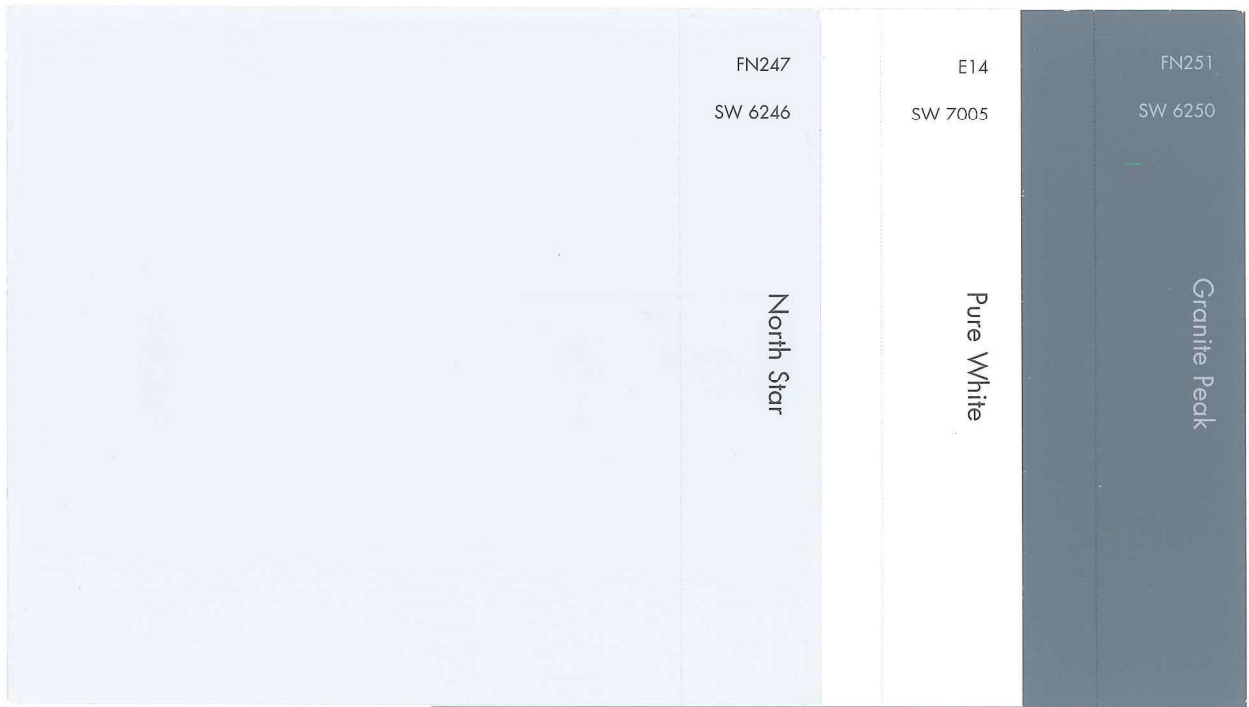 FN247
SW 6246
North Star
E14
SW 7005
Pure White
FN251
SW 6250
Granite Peak